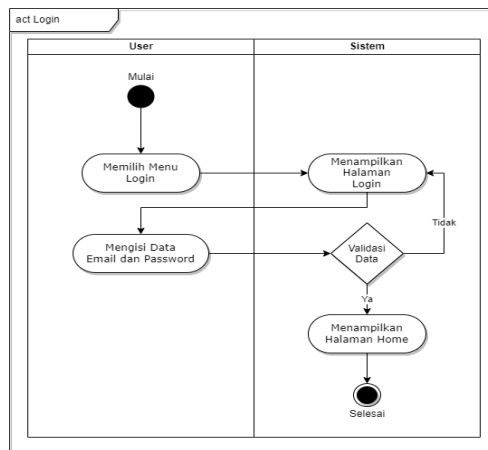 act Login
User
Sistem
Mulai
Memilih Menu
Login
Menampilkan
Halaman
Login
Tidak
Mengisi Data
Email dan Password
Validasi
Data
Ya
Menampilkan
Halaman Home
Selesai